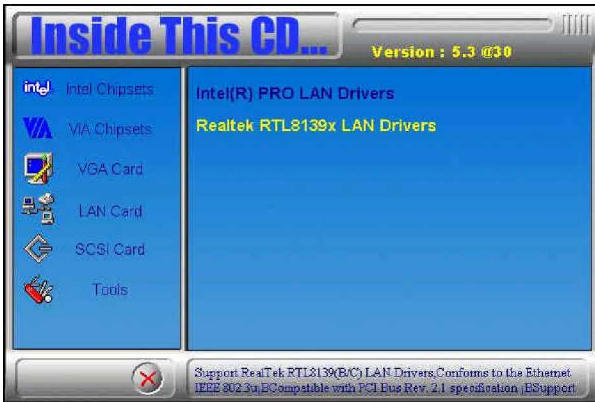 Inside This CD...
Version : 5.3 @30
intel Intel Chipsets
VIA VIA Chipsets
VGA Card
LAN Card
SCSI Card
Tools
Intel(R) PRO LAN Drivers
Realtek RTL8139x LAN Drivers
Support RealTek RTL8139(B/C) LAN Drivers,Conforms to the Ethernet
IEEE 802.3u,BCompatible with PCI Bus Rev. 2.1 specification ,BSupport